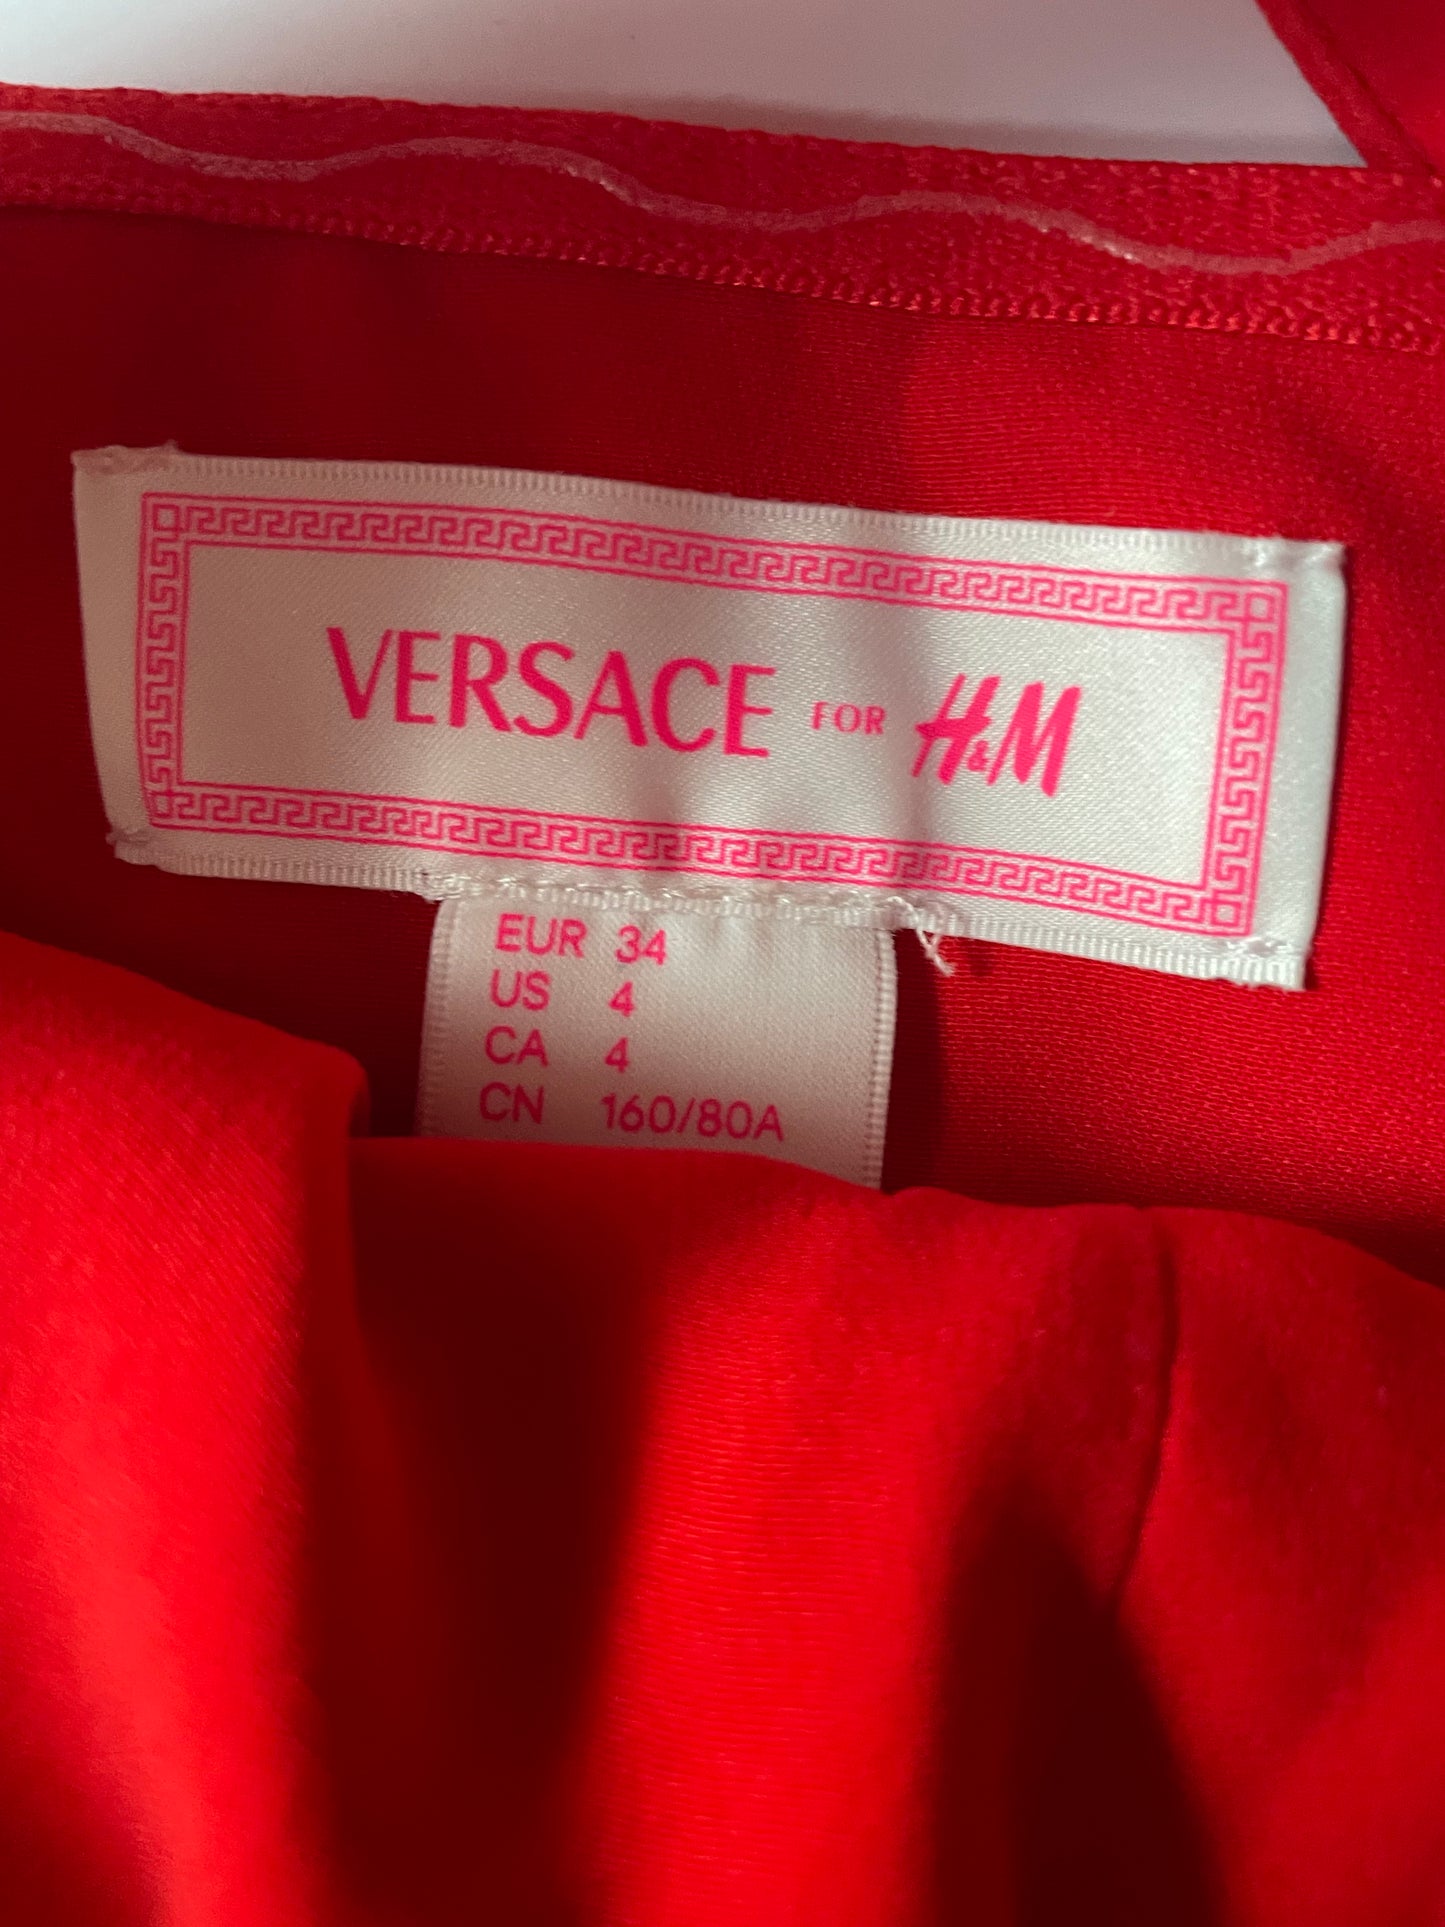 VERSACE FOR H&M
EUR 34
US 4
CA 4
CN 160/80A